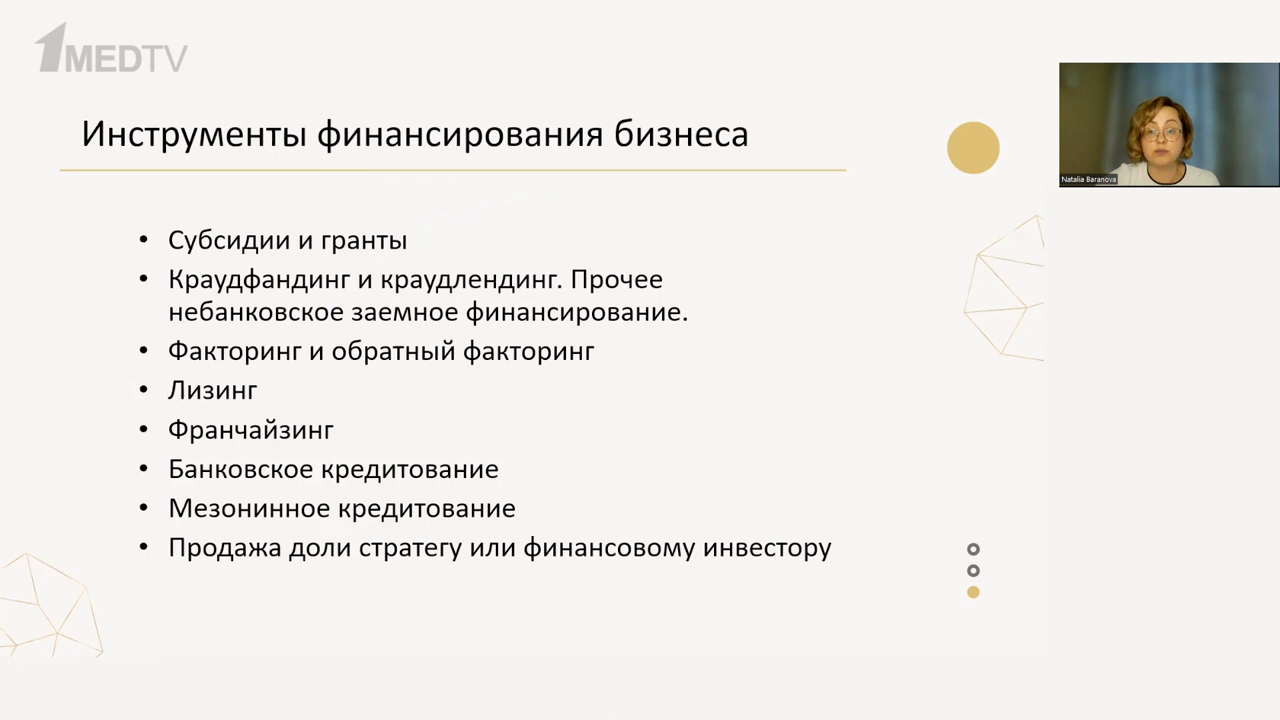 1MEDTV
Инструменты финансирования бизнеса
Natalia Baranova
• Субсидии и гранты
• Краудфандинг и краудлендинг. Прочее
небанковское заемное финансирование.
• Факторинг и обратный факторинг
• Лизинг
• Франчайзинг
• Банковское кредитование
• Мезонинное кредитование
• Продажа доли стратегу или финансовому инвестору